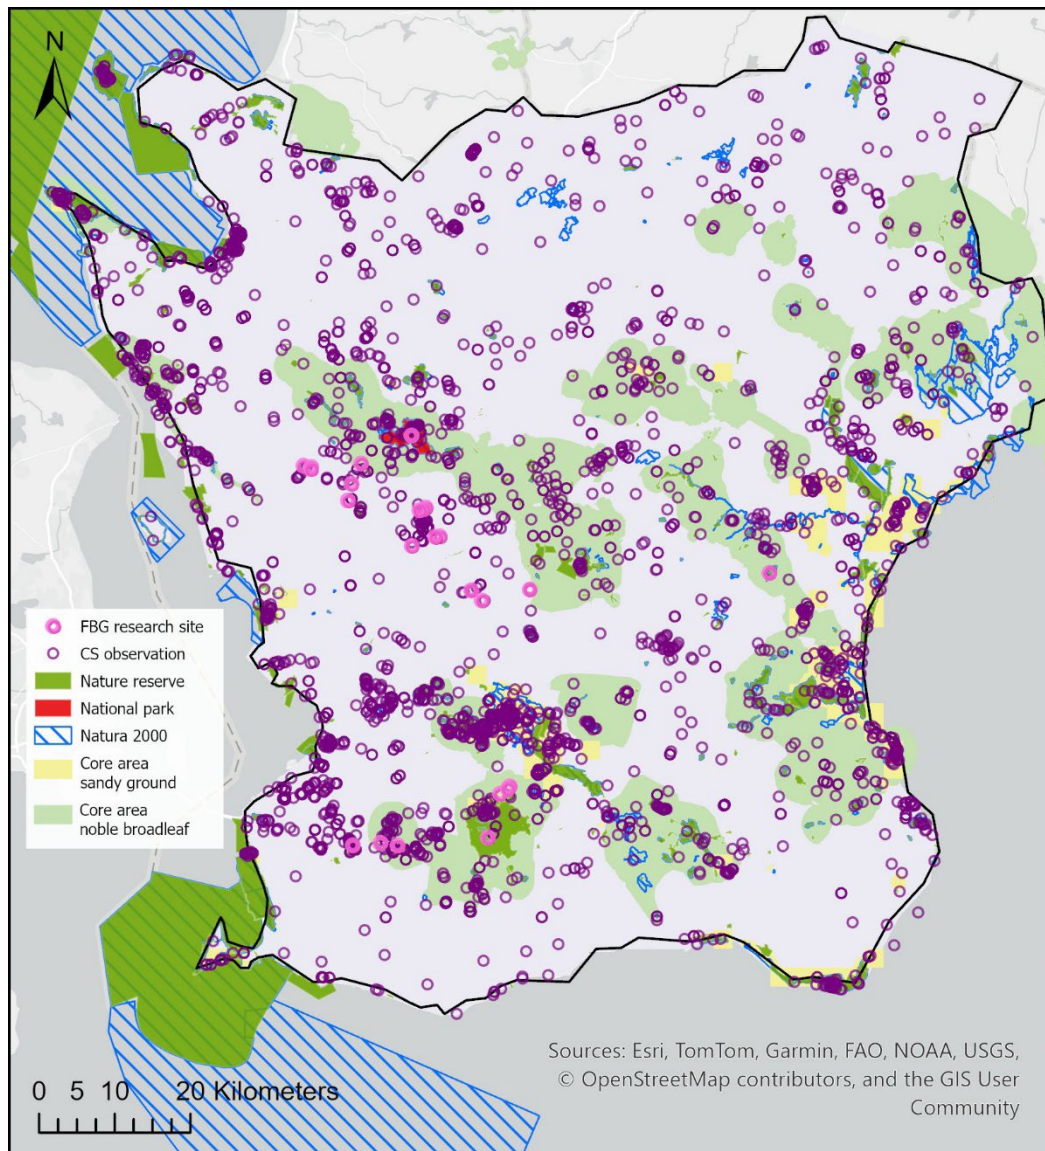 N
FBG research site
CS observation
Nature reserve
National park
Natura 2000
Core area
sandy ground
Core area
noble broadleaf
Sources: Esri, TomTom, Garmin, FAO, NOAA, USGS,
© OpenStreetMap contributors, and the GIS User
Community
0 5 10 20 Kilometers